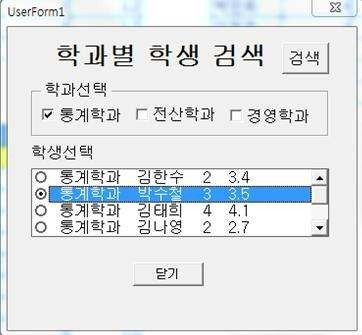 UserForm1
학과별 학생 검색
검색
학과선택
통계학과 전산학과 경영학과
학생선택
통계학과 김한수 2 3.4
통계학과 박수철 3 3.5
통계학과 김태희 4 4.1
통계학과 김나영 2 2.7
닫기